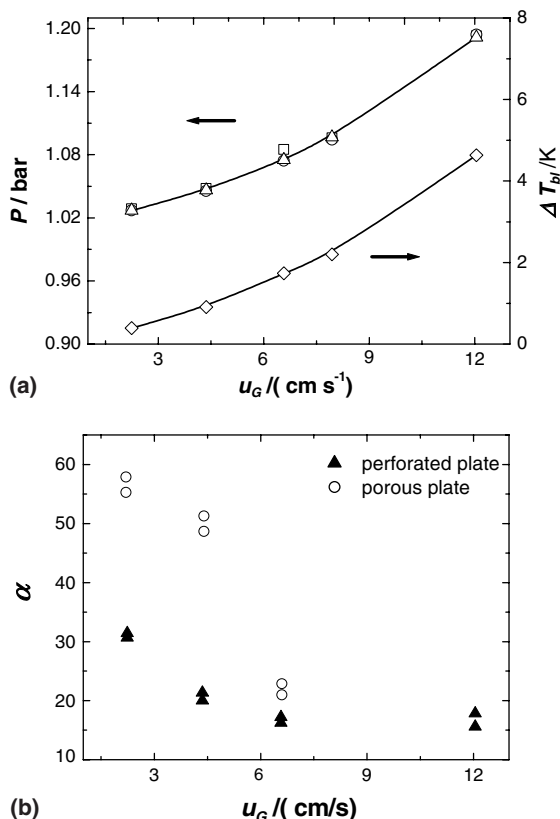 1.20
1.14
1.08
1.02
0.96
0.90
P / bar
8
6
4
2
0
ΔT_bl /K
3 6 9 12
(a)
u_G /( cm s⁻¹)
60
50
40
30
20
10
α
perforated plate
porous plate
3 6 9 12
(b)
u_G /( cm/s)